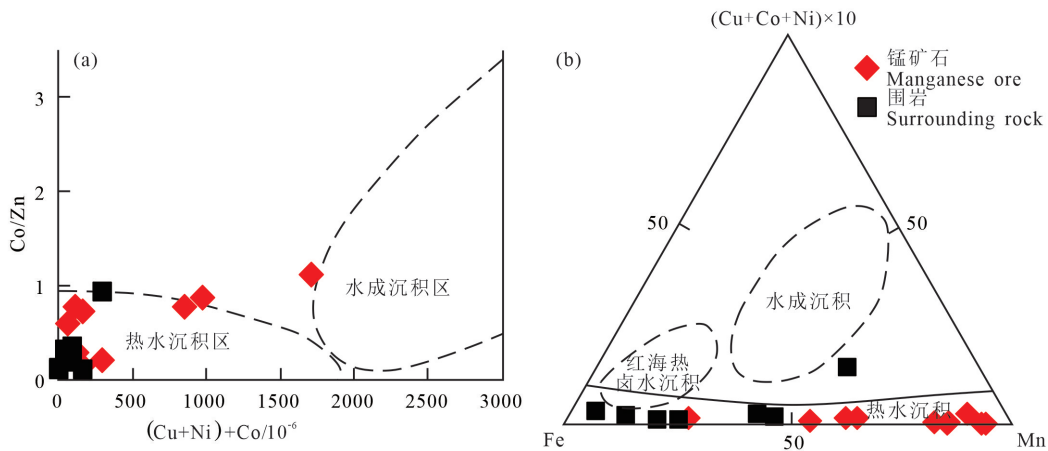 (a)
3
2
1
0
Co/Zn
水成沉积区
热水沉积区
0 500 1000 1500 2000 2500 3000
(Cu+Ni)+Co/10⁻⁶
(b)
(Cu+Co+Ni)×10
锰矿石
Manganese ore
围岩
Surrounding rock
50
50
水成沉积
红海热
卤水沉积
热水沉积
Fe
50
Mn